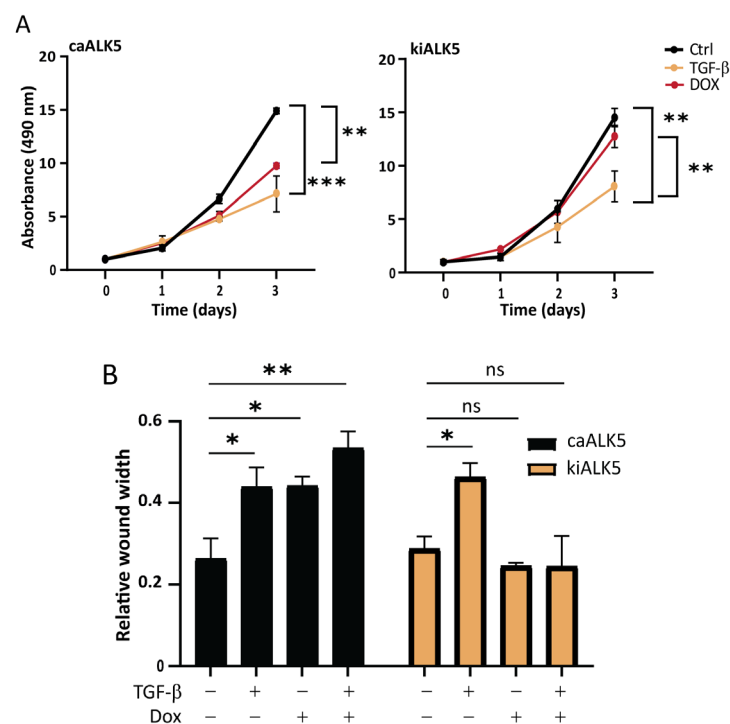 A
caALK5
kiALK5
Ctrl
TGF-β
DOX
Absorbance (490 nm)
20
15
10
5
0
**
***
0 1 2 3
Time (days)
20
15
10
5
0
**
**
0 1 2 3
Time (days)
B
**
*
*
ns
ns
*
caALK5
kiALK5
Relative wound width
0.6
0.4
0.2
0
TGF-β − + − + − + − +
Dox − − + + − − + +